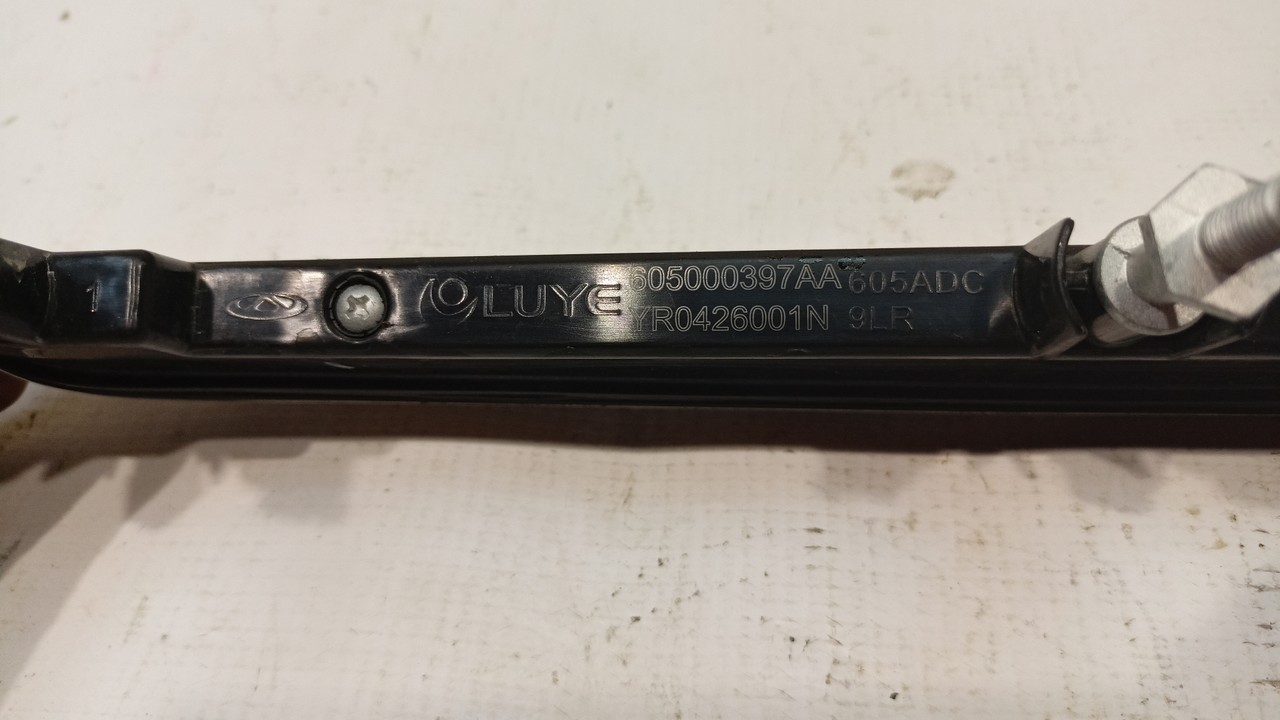 1
LUYE
605000397AA 605ADC
YR0426001N 9LR